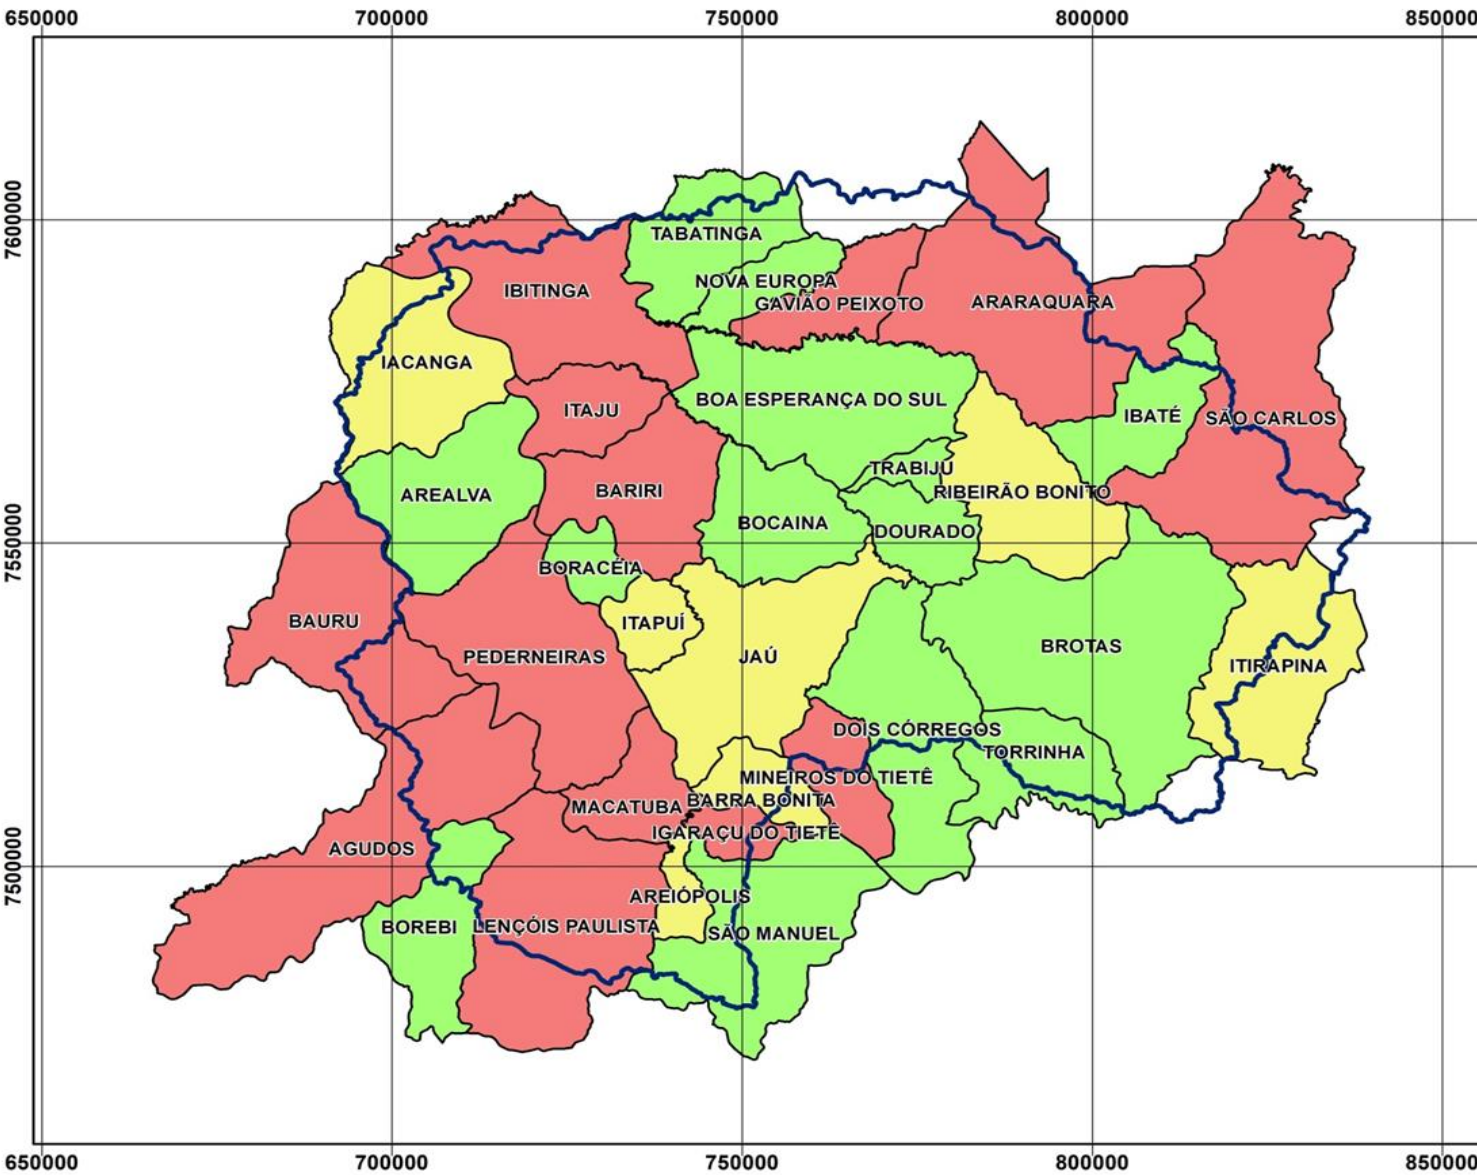 650000
700000
750000
800000
850000
7600000
7550000
7500000
TABATINGA
NOVA EUROPA
IBITINGA
GAVIÃO PEIXOTO
ARARAQUARA
IACANGA
BOA ESPERANÇA DO SUL
ITAJU
IBATÉ
SÃO CARLOS
TRABIJÚ
AREALVA
BARIRI
RIBEIRÃO BONITO
BOCAINA
DOURADO
BORACÉIA
BAURU
ITAPUÍ
BROTAS
PEDERNEIRAS
JAÚ
ITIRAPINA
DOIS CÓRREGOS
TORRINHA
MINEIROS DO TIETÊ
BARRA BONITA
MACATUBA
IGARAÇU DO TIETÊ
AGUDOS
AREIÓPOLIS
BOREBI
LENÇÓIS PAULISTA
SÃO MANUEL
650000
700000
750000
800000
850000